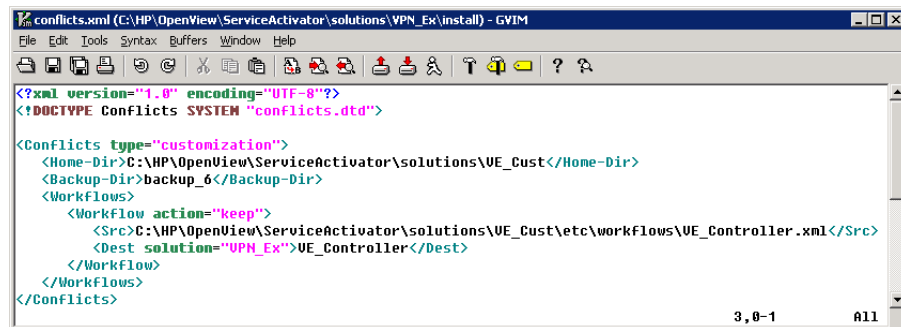 conflicts.xml (C:\HP\OpenView\ServiceActivator\solutions\VPN_Ex\install) - GVIM
File Edit Tools Syntax Buffers Window Help
<?xml version="1.0" encoding="UTF-8"?>
<!DOCTYPE Conflicts SYSTEM "conflicts.dtd">
<Conflicts type="customization">
<Home-Dir>C:\HP\OpenView\ServiceActivator\solutions\VE_Cust</Home-Dir>
<Backup-Dir>backup_6</Backup-Dir>
<Workflows>
<Workflow action="keep">
<Src>C:\HP\OpenView\ServiceActivator\solutions\VE_Cust\etc\workflows\VE_Controller.xml</Src>
<Dest solution="VPN_Ex">VE_Controller</Dest>
</Workflow>
</Workflows>
</Conflicts>
3,0-1 All